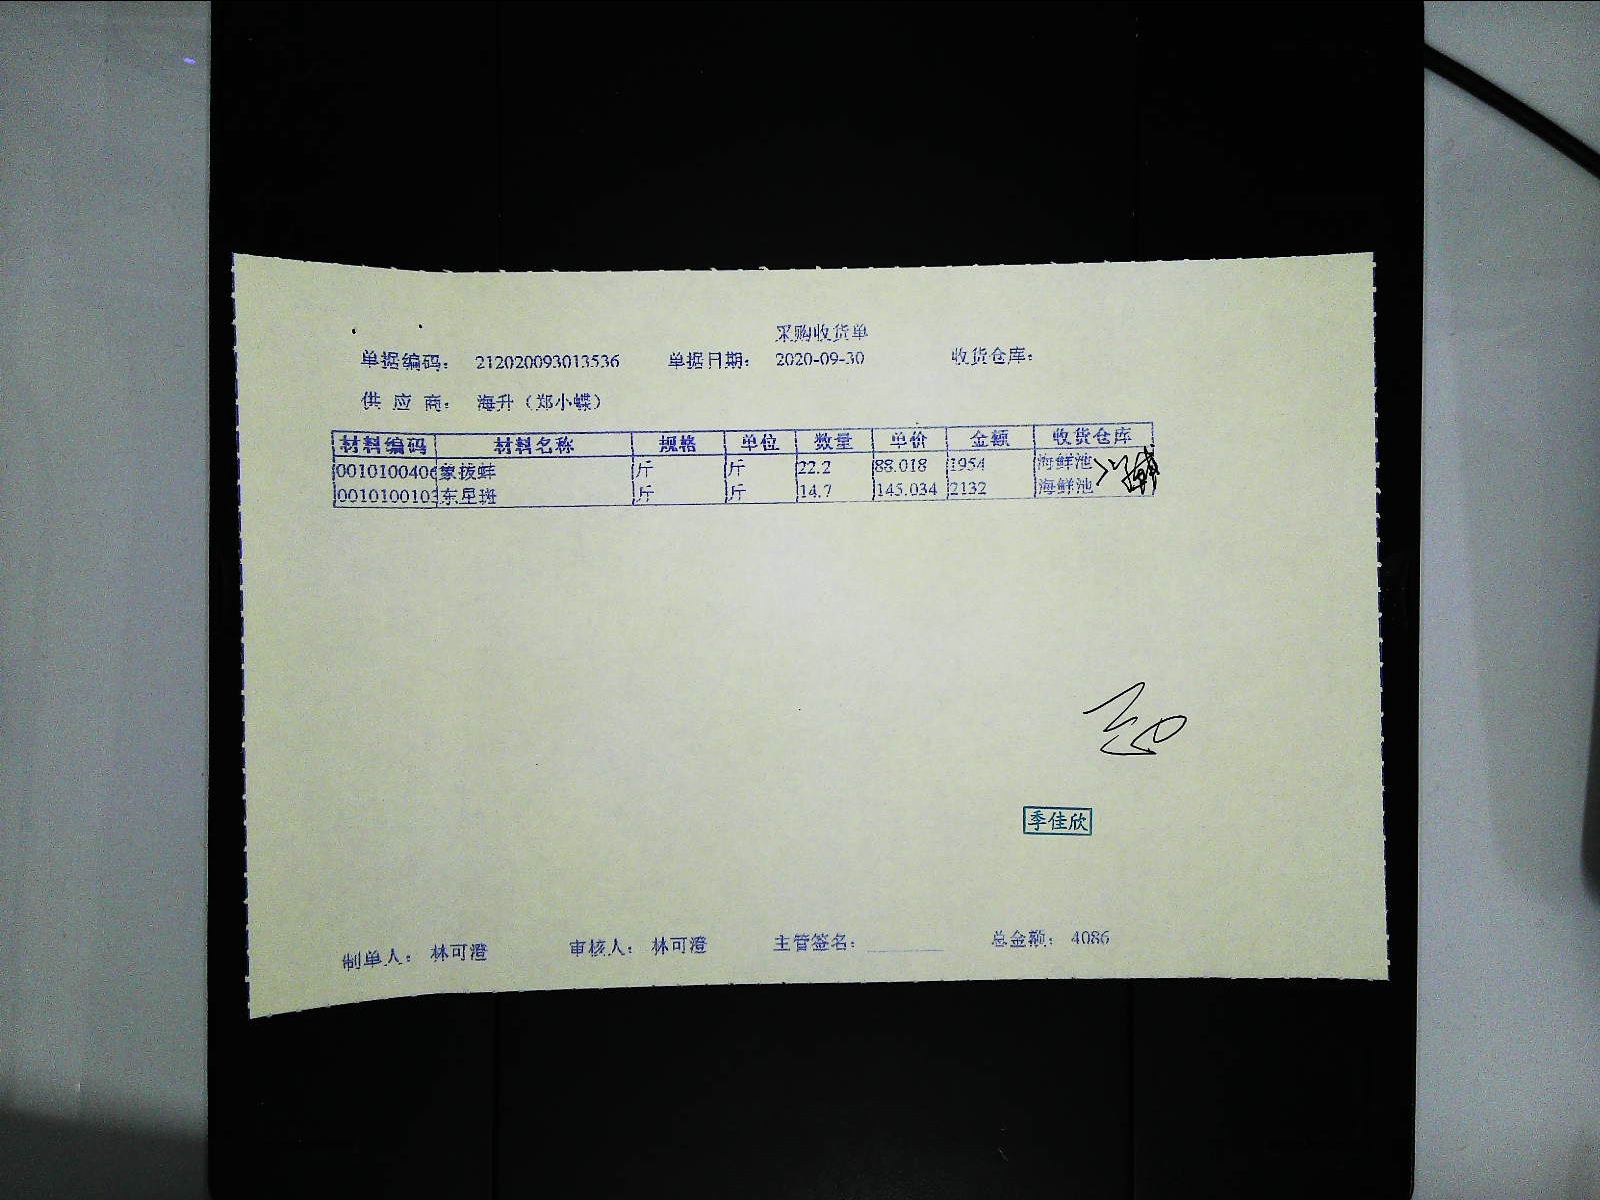 采购收货单
单据编码： 212020093013536 单据日期： 2020-09-30 收货仓库：
供 应 商： 海升（郑小蝶）
材料编码 材料名称 规格 单位 数量 单价 金额 收货仓库
0010100406 象拔蚌 斤 斤 22.2 88.018 1954 海鲜池
0010100103 东星斑 斤 斤 14.7 145.034 2132 海鲜池
季佳欣
制单人： 林可澄 审核人： 林可澄 主管签名： 总金额： 4086